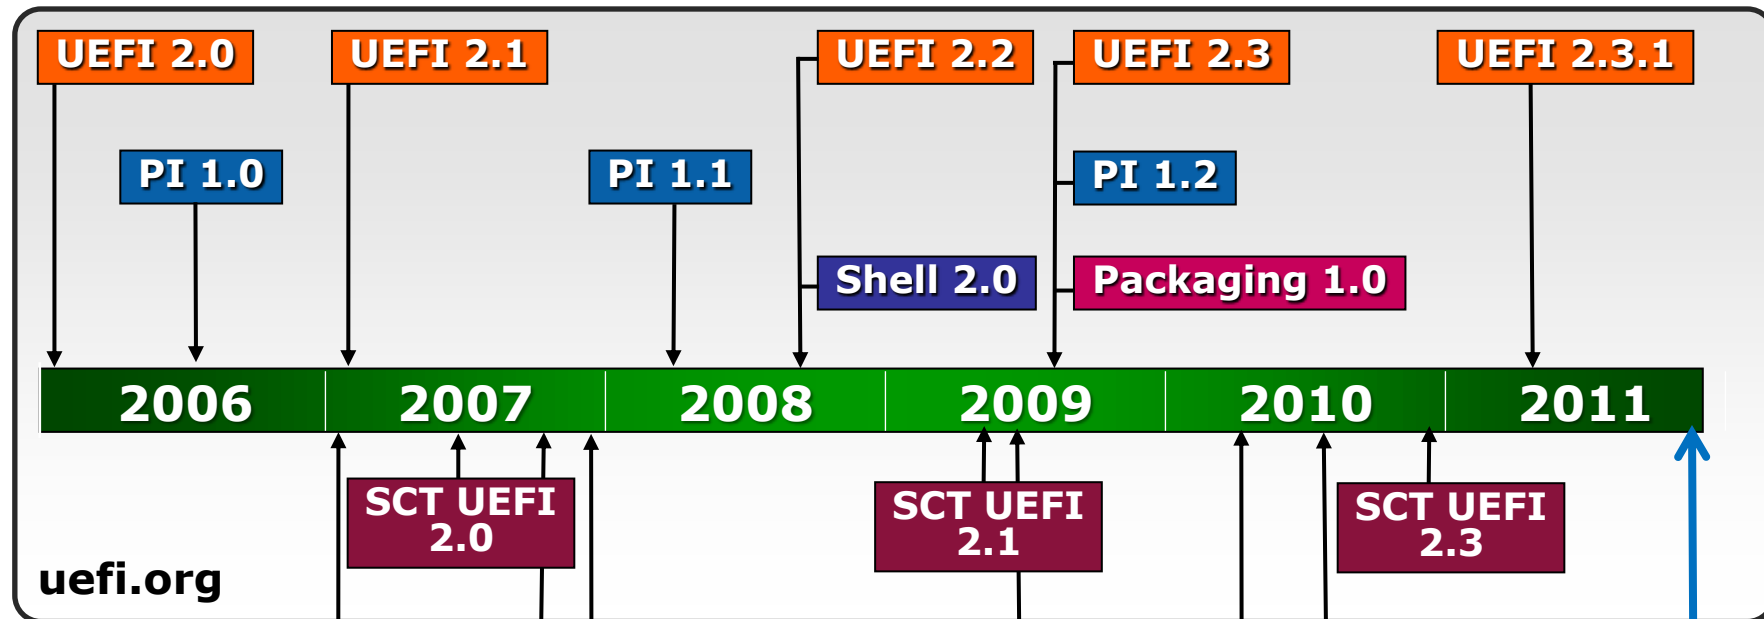 UEFI 2.0
UEFI 2.1
UEFI 2.2
UEFI 2.3
UEFI 2.3.1
PI 1.0
PI 1.1
PI 1.2
Shell 2.0
Packaging 1.0
2006
2007
2008
2009
2010
2011
SCT UEFI
2.0
SCT UEFI
2.1
SCT UEFI
2.3
uefi.org